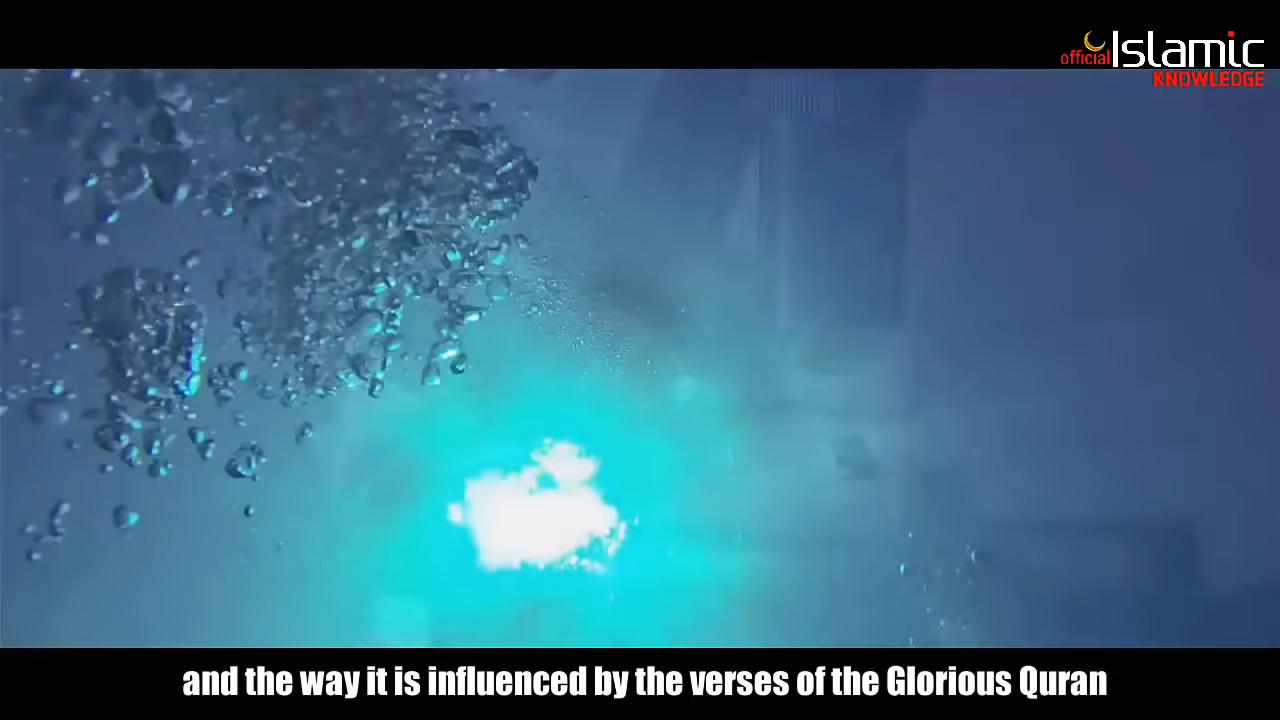 official Islamic
KNOWLEDGE
and the way it is influenced by the verses of the Glorious Quran